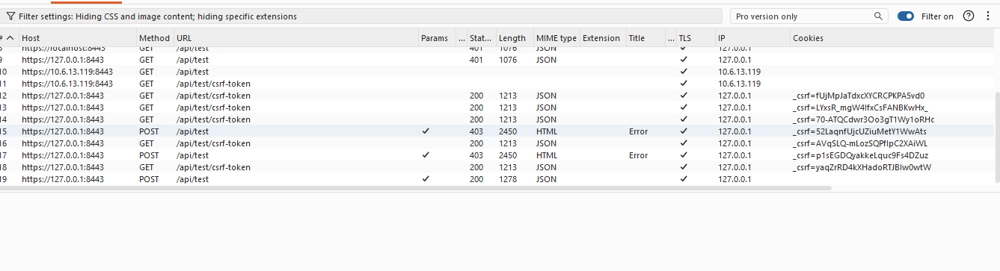 Filter settings: Hiding CSS and image content; hiding specific extensions Pro version only Filter on
# Host Method URL Params ... Stat... Length MIME type Extension Title ... TLS IP Cookies
8 https://localhost:8443 GET /api/test 401 1076 JSON 127.0.0.1
9 https://127.0.0.1:8443 GET /api/test 401 1076 JSON 127.0.0.1
10 https://10.6.13.119:8443 GET /api/test 10.6.13.119
11 https://10.6.13.119:8443 GET /api/test/csrf-token 10.6.13.119
12 https://127.0.0.1:8443 GET /api/test/csrf-token 200 1213 JSON 127.0.0.1 _csrf=fUjMpJaTdxcXYCRCPKPA5vd0
13 https://127.0.0.1:8443 GET /api/test/csrf-token 200 1213 JSON 127.0.0.1 _csrf=LYxsR_mgW4IfxCsFANBKwHx_
14 https://127.0.0.1:8443 GET /api/test/csrf-token 200 1213 JSON 127.0.0.1 _csrf=70-ATQCdwr3Oo3gT1Wy1oRHc
15 https://127.0.0.1:8443 POST /api/test 403 2450 HTML Error 127.0.0.1 _csrf=52LaqnfUjcUZiuMetY1WwAts
16 https://127.0.0.1:8443 GET /api/test/csrf-token 200 1213 JSON 127.0.0.1 _csrf=AVqSLQ-mLozSQPfIpC2XAiWL
17 https://127.0.0.1:8443 POST /api/test 403 2450 HTML Error 127.0.0.1 _csrf=p1sEGDQyakkeLquc9Fs4DZuz
18 https://127.0.0.1:8443 GET /api/test/csrf-token 200 1213 JSON 127.0.0.1 _csrf=yaqZrRD4kXHadoRTJBIw0wtW
19 https://127.0.0.1:8443 POST /api/test 200 1278 JSON 127.0.0.1